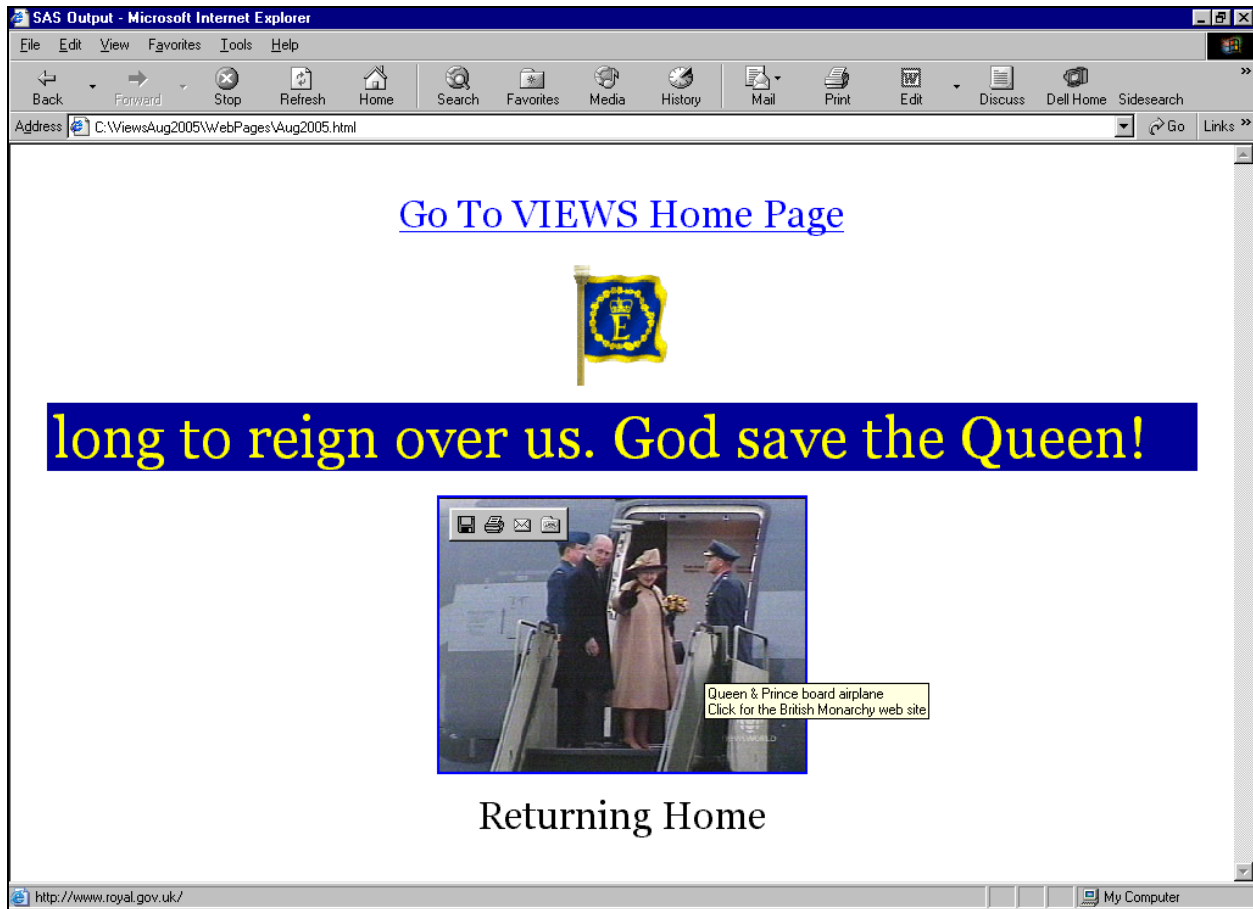 SAS Output - Microsoft Internet Explorer
File Edit View Favorites Tools Help
Back Forward Stop Refresh Home Search Favorites Media History Mail Print Edit Discuss Dell Home Sidesearch
Address C:\ViewsAug2005\WebPages\Aug2005.html Go Links »
Go To VIEWS Home Page
E
long to reign over us. God save the Queen!
Queen & Prince board airplane
Click for the British Monarchy web site
NEWSWORLD
Returning Home
http://www.royal.gov.uk/ My Computer